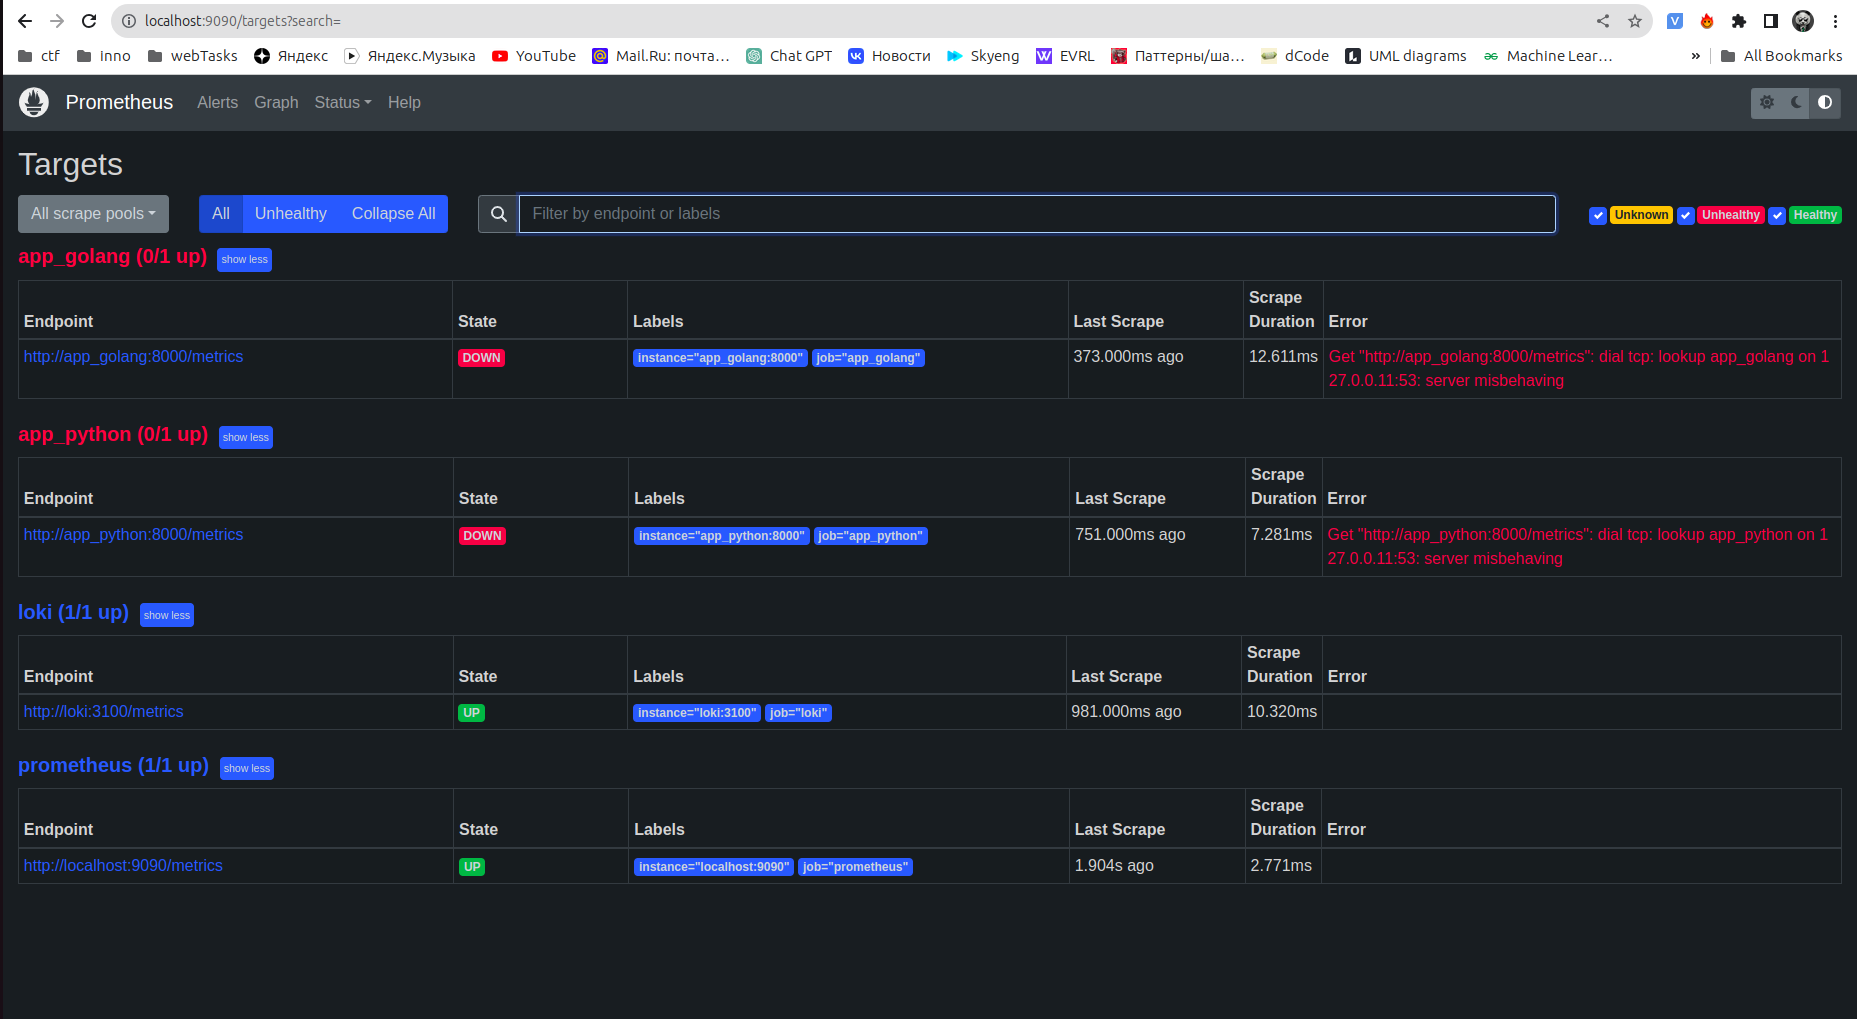 localhost:9090/targets?search=
ctf inno webTasks Яндекс Яндекс.Музыка YouTube Mail.Ru: почта... Chat GPT Новости Skyeng EVRL Паттерны/ша... dCode UML diagrams Machine Lear... » All Bookmarks
Prometheus Alerts Graph Status Help
Targets
All scrape pools All Unhealthy Collapse All Filter by endpoint or labels Unknown Unhealthy Healthy
app_golang (0/1 up) show less
Endpoint State Labels Last Scrape Scrape Duration Error
http://app_golang:8000/metrics DOWN instance="app_golang:8000" job="app_golang" 373.000ms ago 12.611ms Get "http://app_golang:8000/metrics": dial tcp: lookup app_golang on 1
27.0.0.11:53: server misbehaving
app_python (0/1 up) show less
Endpoint State Labels Last Scrape Scrape Duration Error
http://app_python:8000/metrics DOWN instance="app_python:8000" job="app_python" 751.000ms ago 7.281ms Get "http://app_python:8000/metrics": dial tcp: lookup app_python on 1
27.0.0.11:53: server misbehaving
loki (1/1 up) show less
Endpoint State Labels Last Scrape Scrape Duration Error
http://loki:3100/metrics UP instance="loki:3100" job="loki" 981.000ms ago 10.320ms
prometheus (1/1 up) show less
Endpoint State Labels Last Scrape Scrape Duration Error
http://localhost:9090/metrics UP instance="localhost:9090" job="prometheus" 1.904s ago 2.771ms